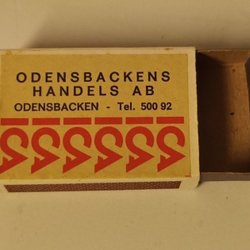 ODENSBACKENS
HANDELS AB
ODENSBACKEN - Tel. 500 92